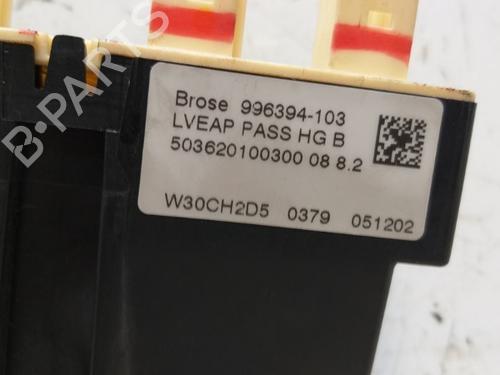 B-PARTS
Brose 996394-103
LVEAP PASS HG B
503620100300 08 8.2
W30CH2D5 0379 051202